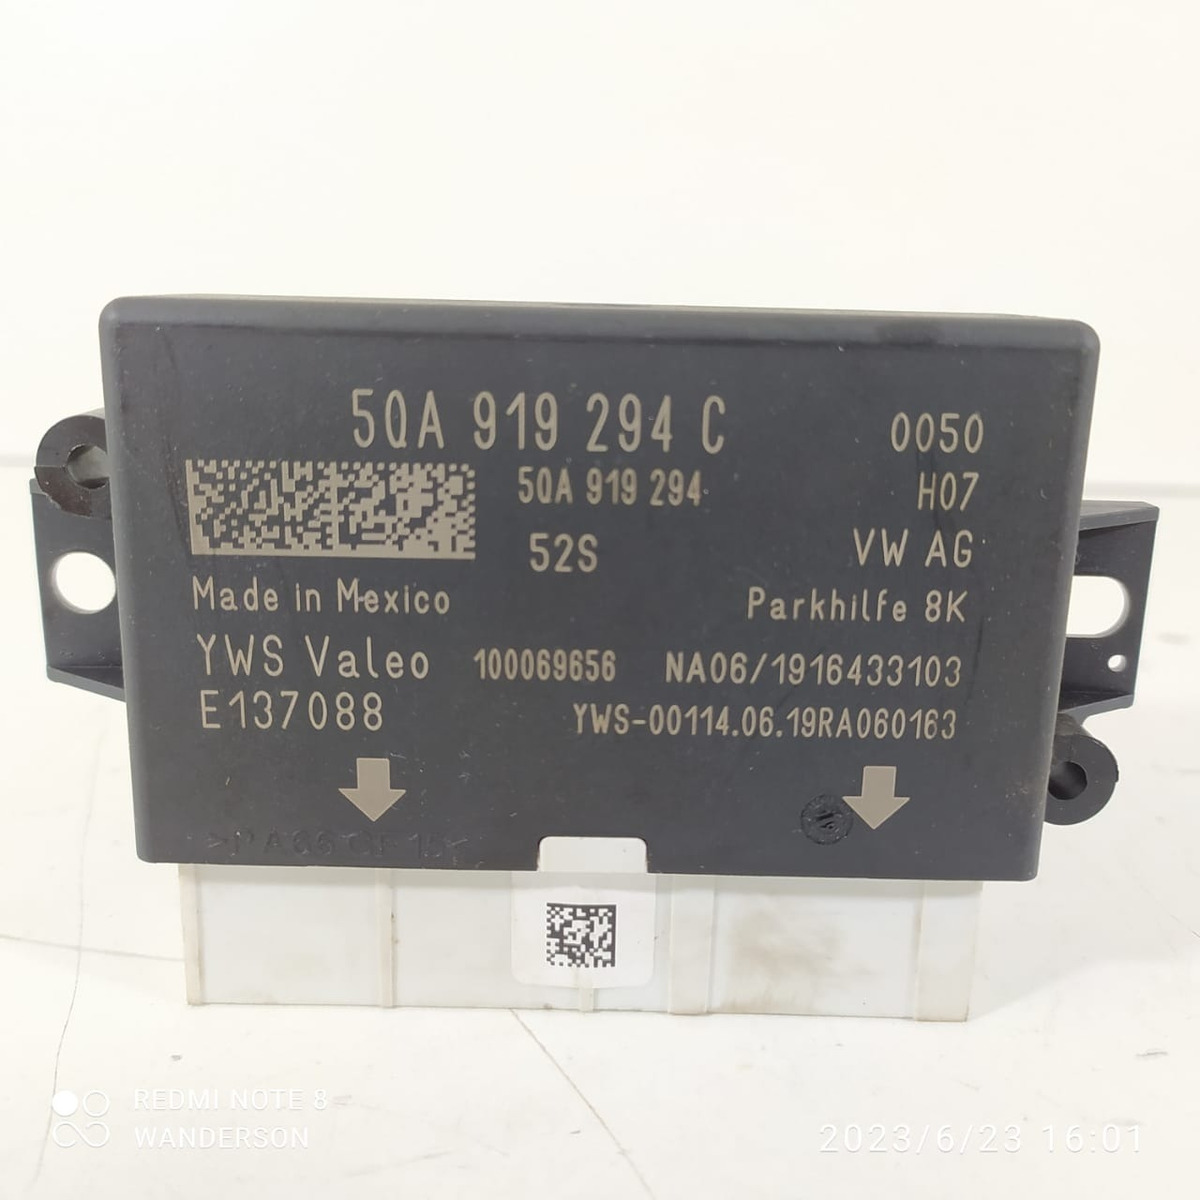 5QA 919 294 C
0050
5QA 919 294
H07
52S
VW AG
Made in Mexico
Parkhilfe 8K
YWS Valeo 100069656 NA06/1916433103
E137088
YWS-00114.06.19RA060163
REDMI NOTE 8
WANDERSON
2023/6/23 16:01